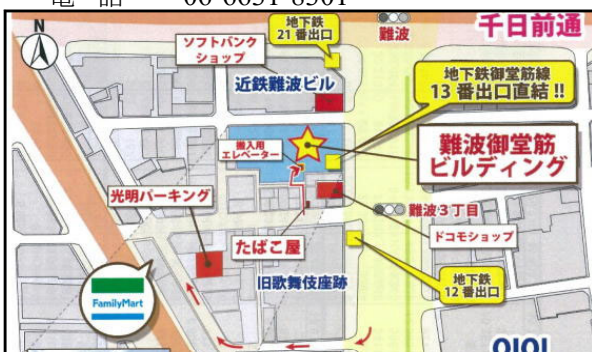 電 話 06-6631-8301
N
ソフトバンク
ショップ
地下鉄
21番出口
難波
千日前通
近鉄難波ビル
地下鉄御堂筋線
13番出口直結!!
搬入用
エレベーター
難波御堂筋
ビルディング
光明パーキング
難波3丁目
たばこ屋
ドコモショップ
FamilyMart
旧歌舞伎座跡
地下鉄
12番出口
OIOI